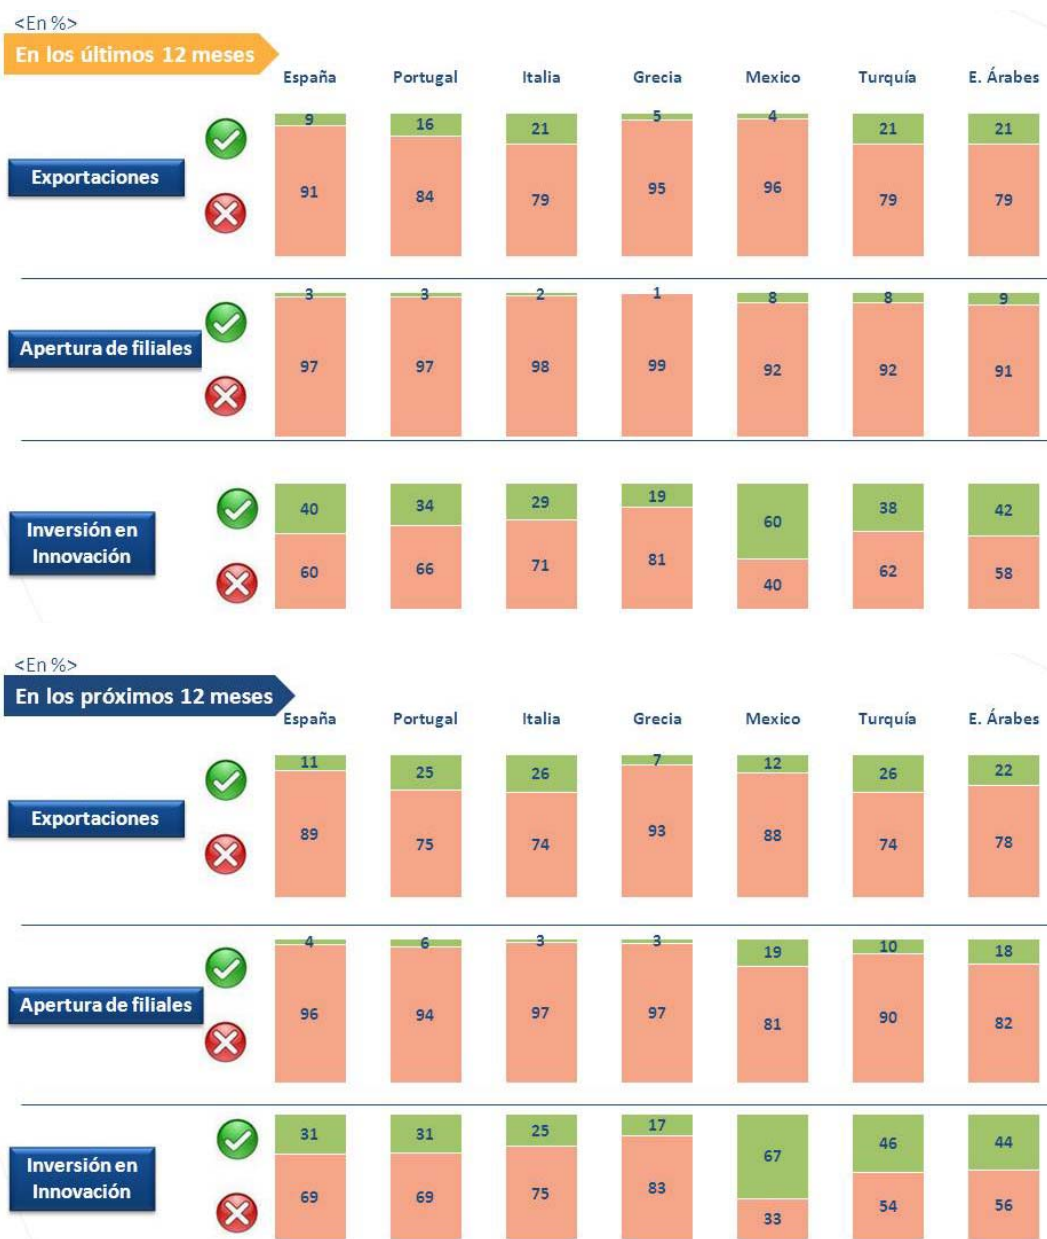 <En %>
En los últimos 12 meses
España Portugal Italia Grecia Mexico Turquía E. Árabes
9 16 21 5 4 21 21
Exportaciones
91 84 79 95 96 79 79
3 3 2 1 8 8 9
Apertura de filiales
97 97 98 99 92 92 91
40 34 29 19 60 38 42
Inversión en
Innovación
60 66 71 81 40 62 58
<En %>
En los próximos 12 meses
España Portugal Italia Grecia Mexico Turquía E. Árabes
11 25 26 7 12 26 22
Exportaciones
89 75 74 93 88 74 78
4 6 3 3 19 10 18
Apertura de filiales
96 94 97 97 81 90 82
31 31 25 17 67 46 44
Inversión en
Innovación
69 69 75 83 33 54 56